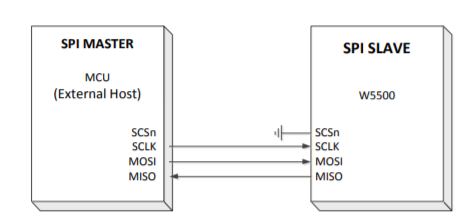 SPI MASTER
MCU
(External Host)
SCSn
SCLK
MOSI
MISO
SPI SLAVE
W5500
SCSn
SCLK
MOSI
MISO